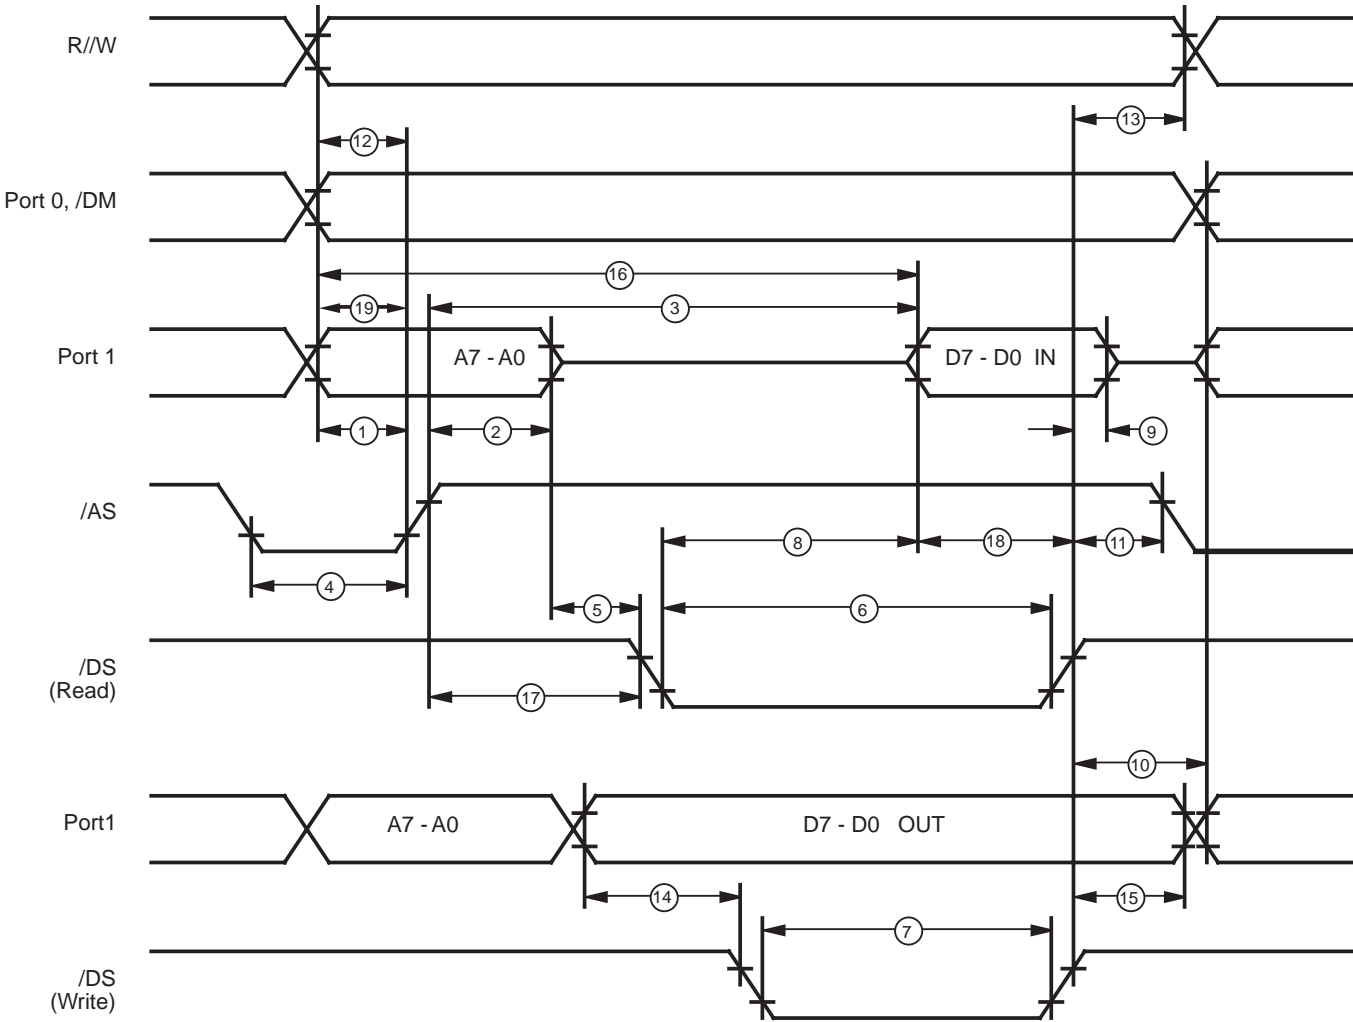 R//W
13
12
Port 0, /DM
16
19
3
Port 1
A7 - A0
D7 - D0 IN
1
2
9
/AS
8
18
11
4
5
6
/DS
(Read)
17
10
Port1
A7 - A0
D7 - D0 OUT
14
15
7
/DS
(Write)